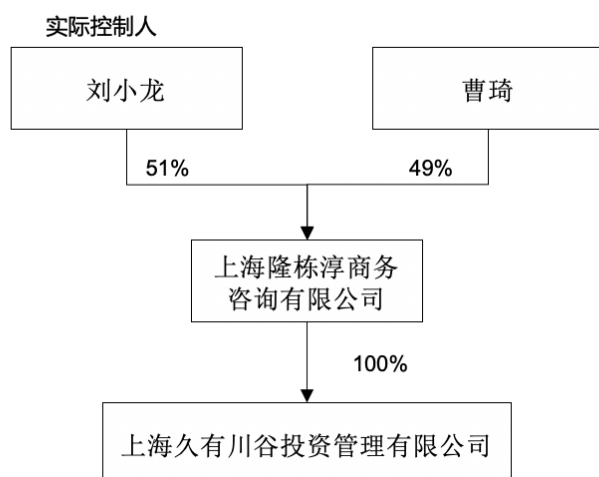 实际控制人
刘小龙
曹琦
51%
49%
上海隆栋淳商务
咨询有限公司
100%
上海久有川谷投资管理有限公司